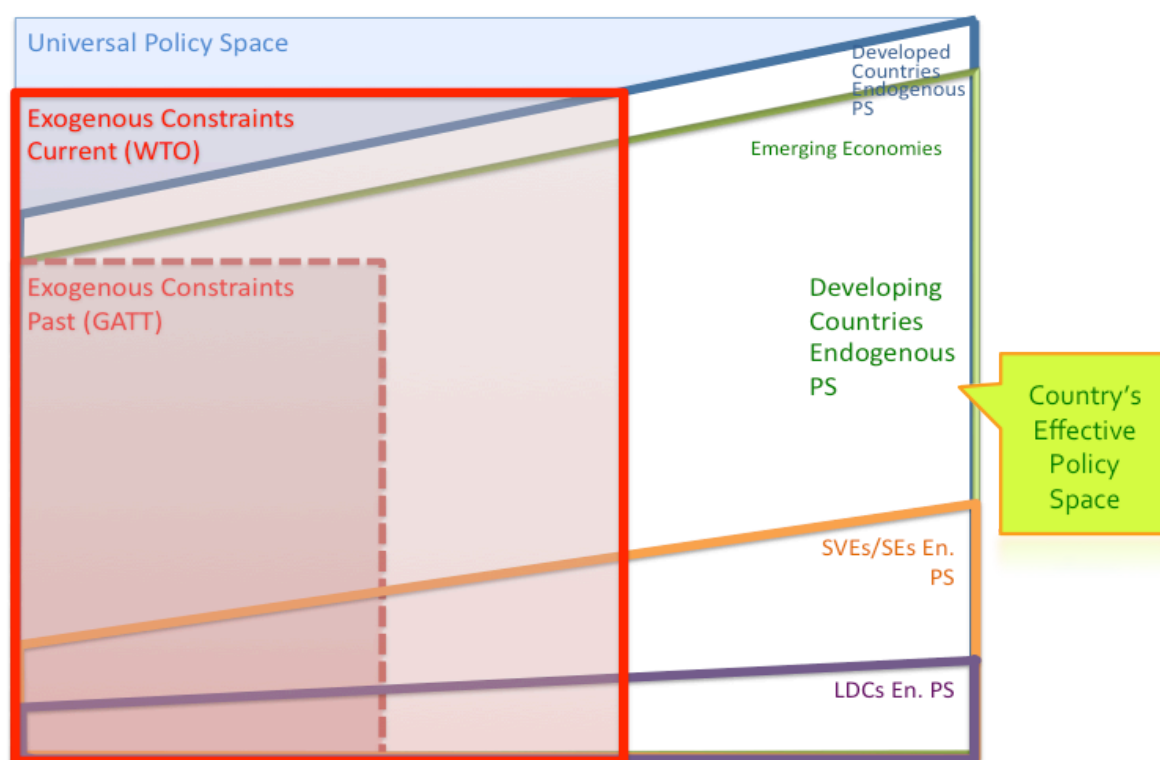 Universal Policy Space
Developed
Countries
Endogenous
PS
Exogenous Constraints
Current (WTO)
Emerging Economies
Exogenous Constraints
Past (GATT)
Developing
Countries
Endogenous
PS
Country’s
Effective
Policy
Space
SVEs/SEs En.
PS
LDCs En. PS